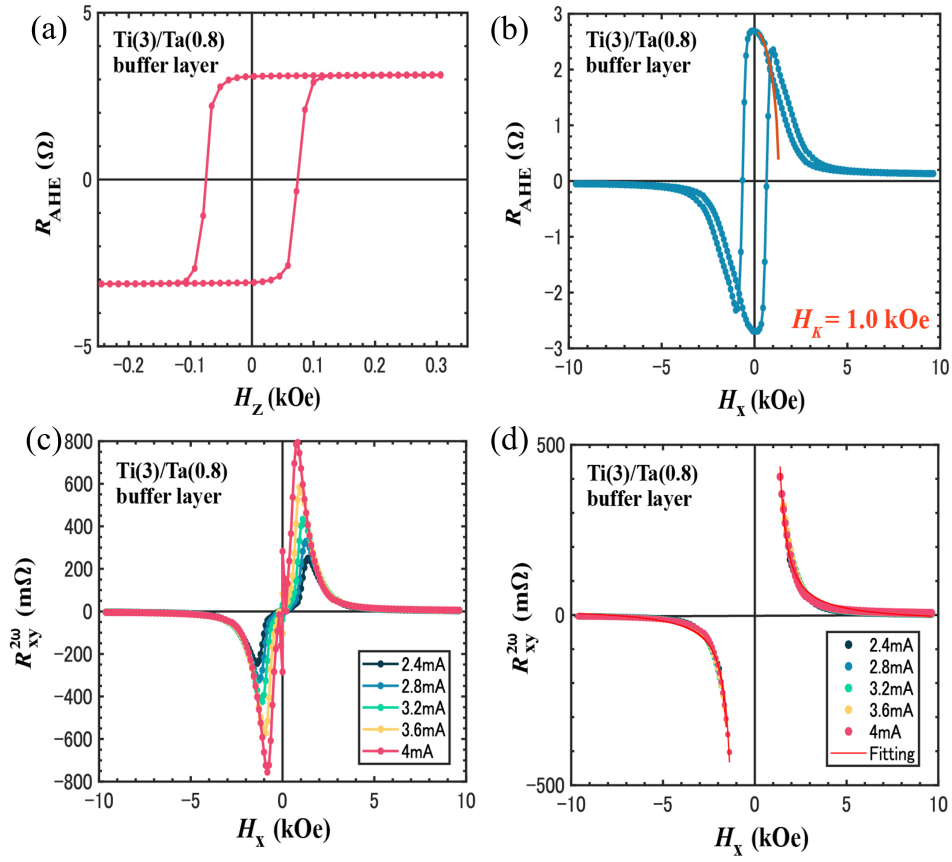 (a)
Ti(3)/Ta(0.8)
buffer layer
5
0
−5
R_AHE (Ω)
−0.2
−0.1
0
0.1
0.2
0.3
H_Z (kOe)
(b)
Ti(3)/Ta(0.8)
buffer layer
3
2
1
0
−1
−2
−3
R_AHE (Ω)
H_K = 1.0 kOe
−10
−5
0
5
10
H_X (kOe)
(c)
Ti(3)/Ta(0.8)
buffer layer
800
600
400
200
0
−200
−400
−600
−800
R_xy^2ω (mΩ)
2.4mA
2.8mA
3.2mA
3.6mA
4mA
−10
−5
0
5
10
H_X (kOe)
(d)
Ti(3)/Ta(0.8)
buffer layer
500
0
−500
R_xy^2ω (mΩ)
2.4mA
2.8mA
3.2mA
3.6mA
4mA
Fitting
−10
−5
0
5
10
H_X (kOe)